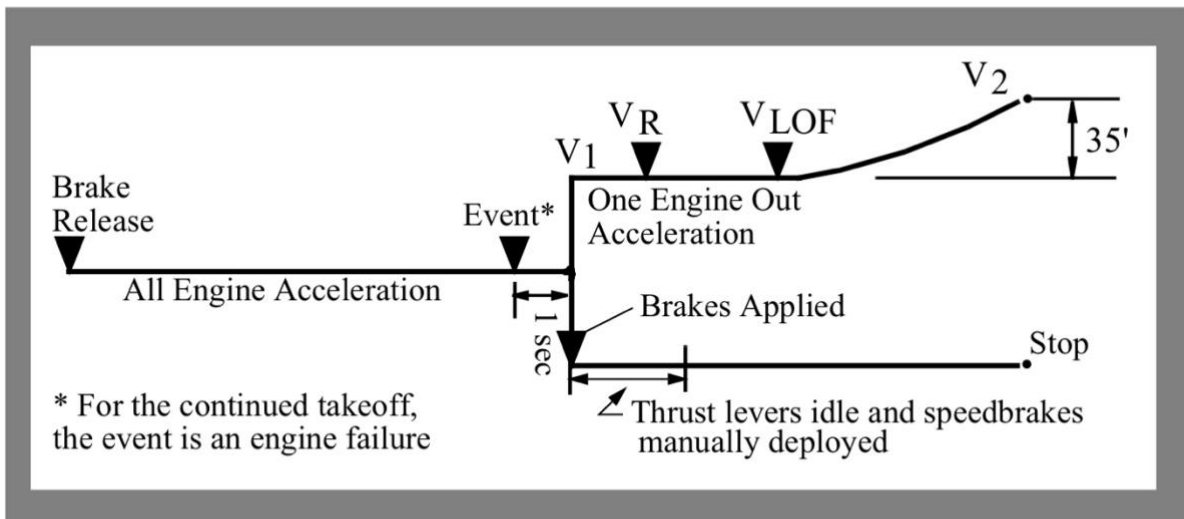 V2
VR
VLOF
35'
V1
Brake
Release
Event*
One Engine Out
Acceleration
All Engine Acceleration
1 sec
Brakes Applied
Stop
* For the continued takeoff,
the event is an engine failure
Thrust levers idle and speedbrakes
manually deployed